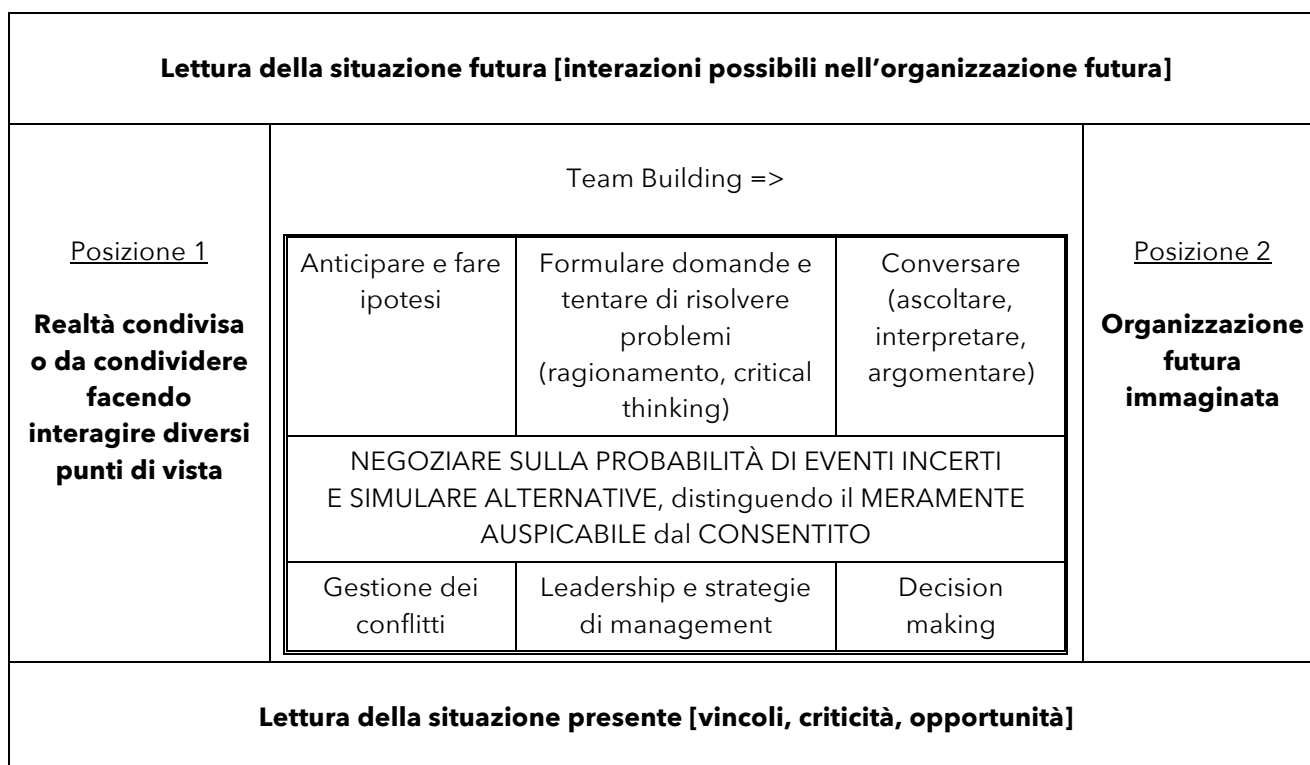 Lettura della situazione futura [interazioni possibili nell’organizzazione futura]
Posizione 1
Realtà condivisa
o da condividere
facendo
interagire diversi
punti di vista
Team Building =>
Anticipare e fare
ipotesi
Formulare domande e
tentare di risolvere
problemi
(ragionamento, critical
thinking)
Conversare
(ascoltare,
interpretare,
argomentare)
NEGOZIARE SULLA PROBABILITÀ DI EVENTI INCERTI
E SIMULARE ALTERNATIVE, distinguendo il MERAMENTE
AUSPICABILE dal CONSENTITO
Gestione dei
conflitti
Leadership e strategie
di management
Decision
making
Posizione 2
Organizzazione
futura
immaginata
Lettura della situazione presente [vincoli, criticità, opportunità]